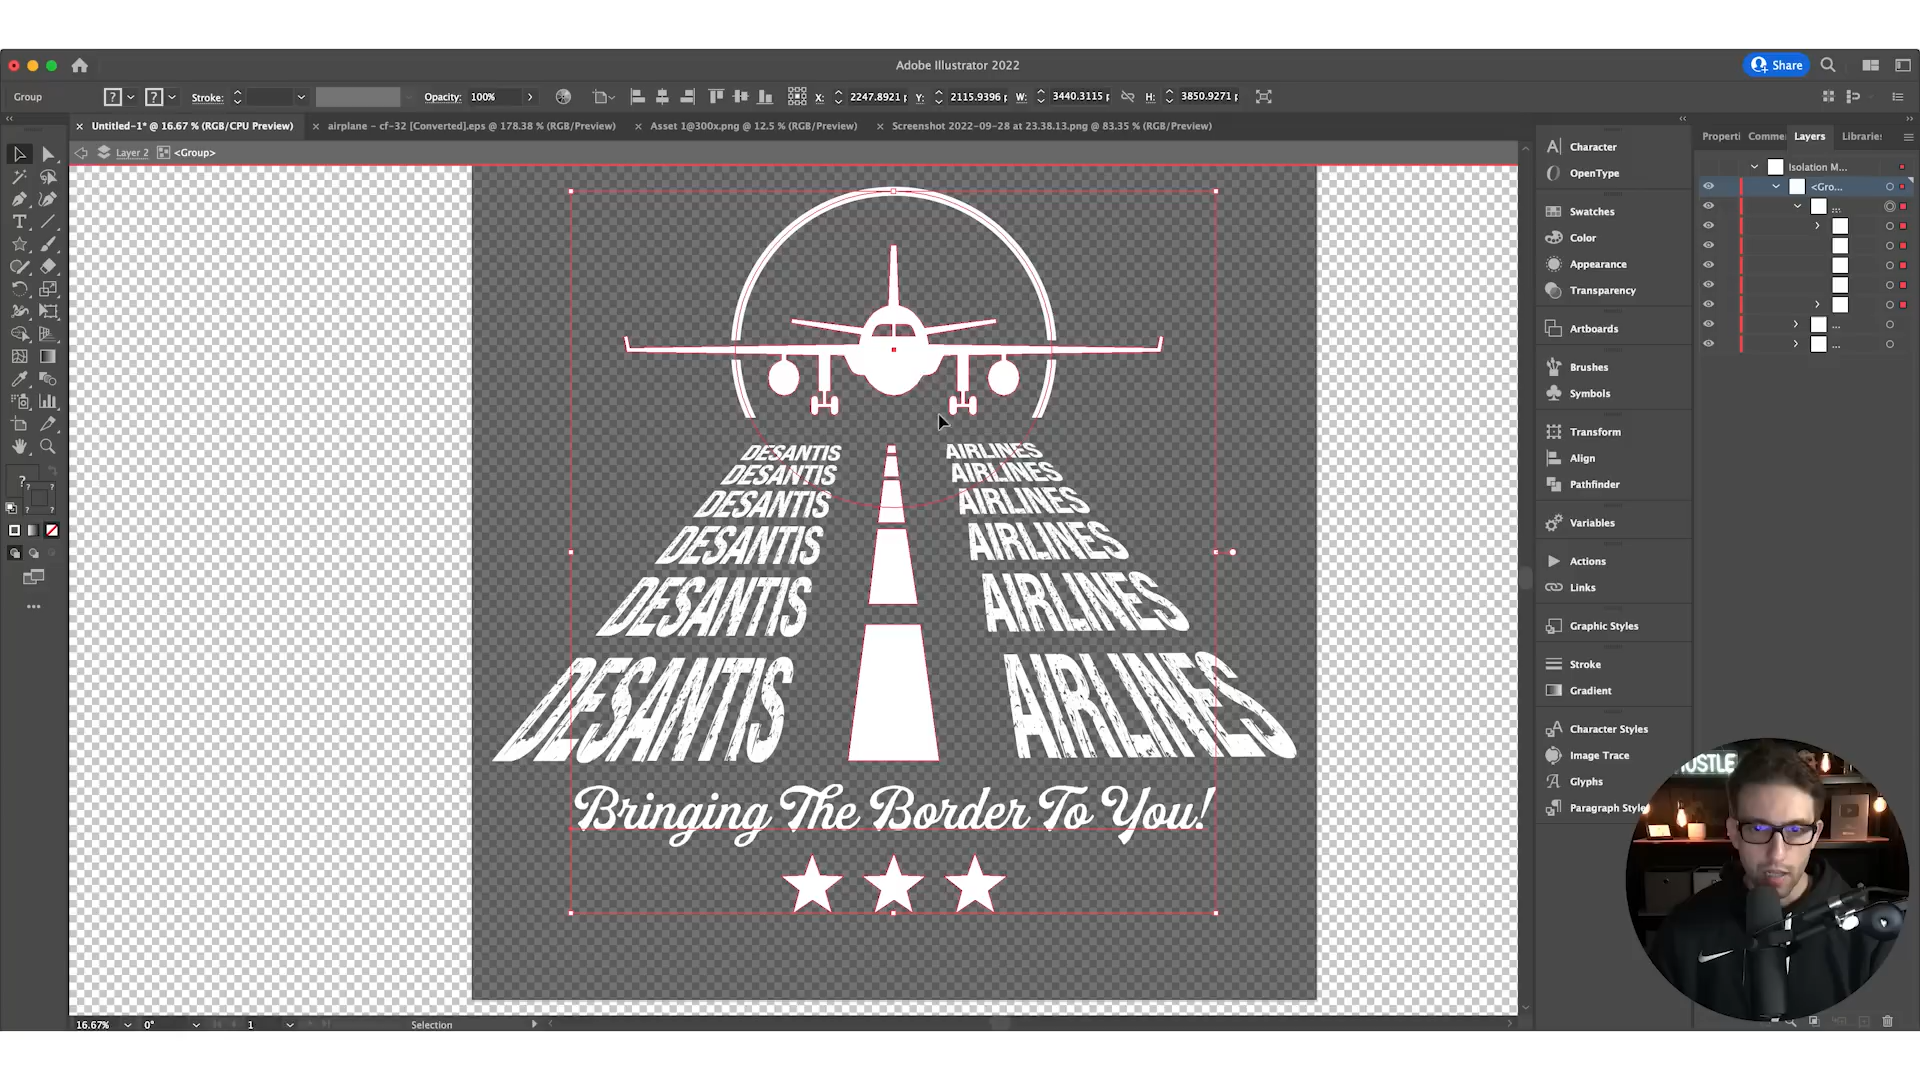 Adobe Illustrator 2022
Share
Group
?
?
Stroke:
Opacity: 100%
X: 2247.8921 p
Y: 2115.9396 p
W: 3440.3115 p
H: 3850.9271 p
Untitled-1* @ 16.67 % (RGB/CPU Preview)
airplane - cf-32 [Converted].eps @ 178.38 % (RGB/Preview)
Asset 1@300x.png @ 12.5 % (RGB/Preview)
Screenshot 2022-09-28 at 23.38.13.png @ 83.35 % (RGB/Preview)
Layer 2 <Group>
DESANTIS AIRLINES
DESANTIS AIRLINES
DESANTIS AIRLINES
DESANTIS AIRLINES
DESANTIS AIRLINES
DESANTIS AIRLINES
Bringing The Border To You!
Character
OpenType
Swatches
Color
Appearance
Transparency
Artboards
Brushes
Symbols
Transform
Align
Pathfinder
Variables
Actions
Links
Graphic Styles
Stroke
Gradient
Character Styles
Image Trace
Glyphs
Paragraph Style
Properti Comme Layers Libraries
Isolation M...
<Gro...
...
...
...
HUSTLE
16.67% 0° 1 Selection